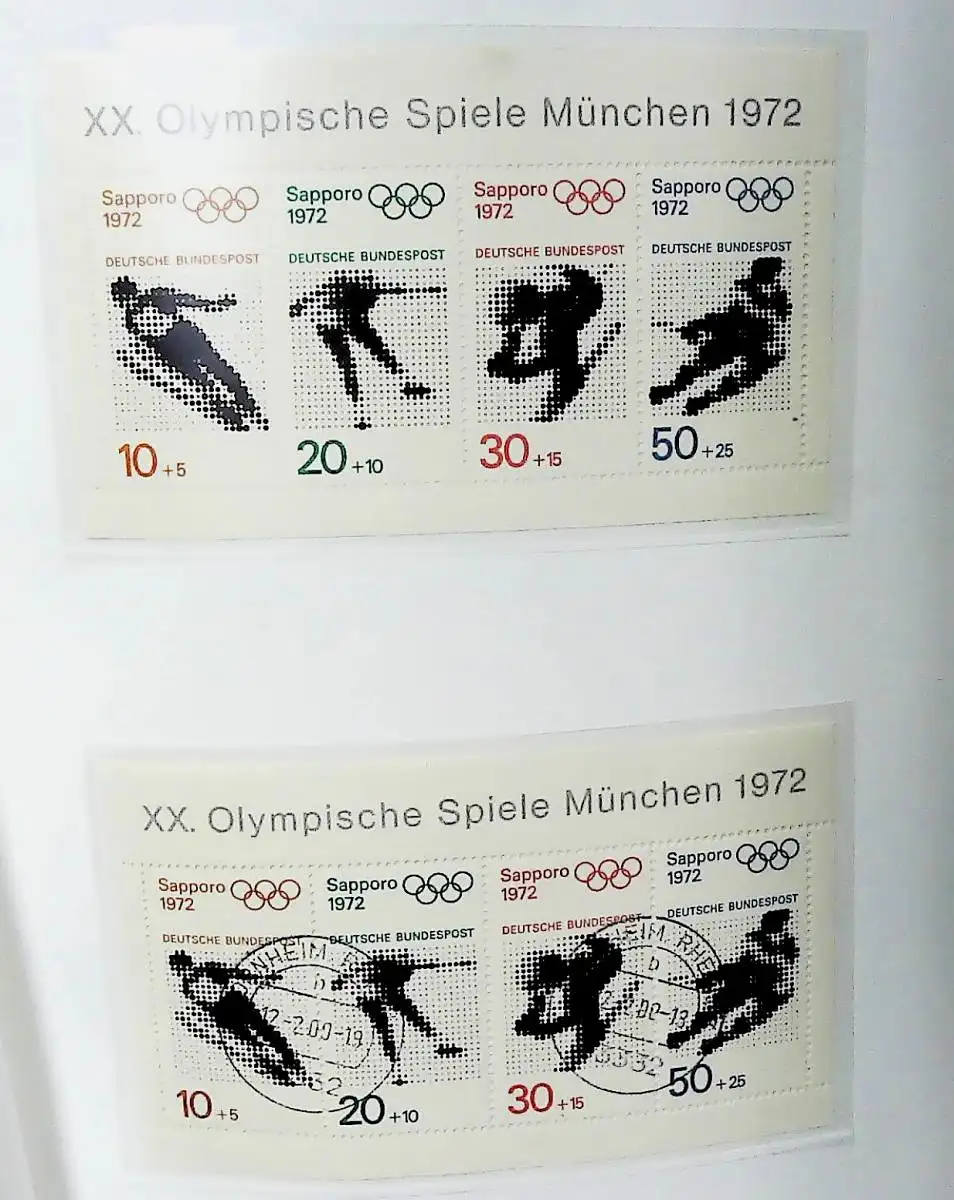 XX. Olympische Spiele München 1972
Sapporo
1972
DEUTSCHE BUNDESPOST
10 +5
Sapporo
1972
DEUTSCHE BUNDESPOST
20 +10
Sapporo
1972
DEUTSCHE BUNDESPOST
30 +15
Sapporo
1972
DEUTSCHE BUNDESPOST
50 +25
XX. Olympische Spiele München 1972
Sapporo
1972
DEUTSCHE BUNDESPOST
10 +5
Sapporo
1972
DEUTSCHE BUNDESPOST
20 +10
Sapporo
1972
DEUTSCHE BUNDESPOST
30 +15
Sapporo
1972
DEUTSCHE BUNDESPOST
50 +25
b
b